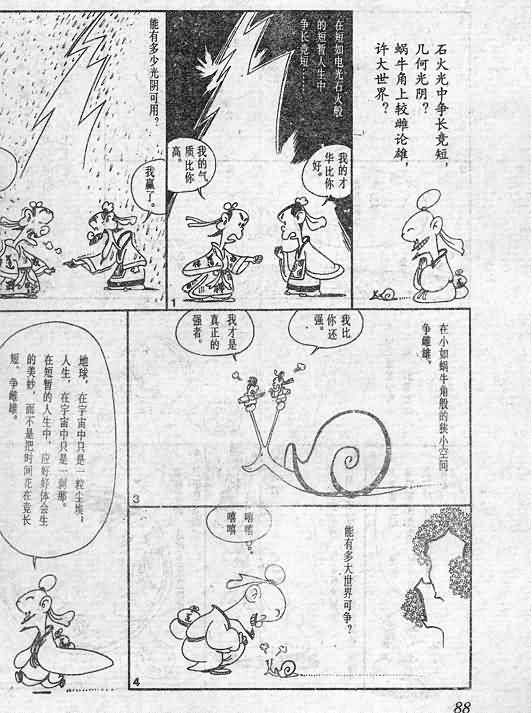 石火光中争长竟短，
几何光阴？
蜗牛角上较雌论雄，
许大世界？
在短如电光石火般
的短暂人生中
争长竞短……
我的才
华比你
好。
我的气
质比你
高。
1
能有多少光阴可用？
我赢了。
在小如蜗牛角般的狭小空间
争雌雄。
我比
你还
强。
我才是
真正的
强者。
3
能有多大世界可争？
嘻嘻
嘻嘻
4
地球，在宇宙中只是一粒尘埃；
人生，在宇宙中只是一刹那。
在短暂的人生中，应好好体会生
的美妙，而不是把时间花在竞长
短、争雌雄。
88